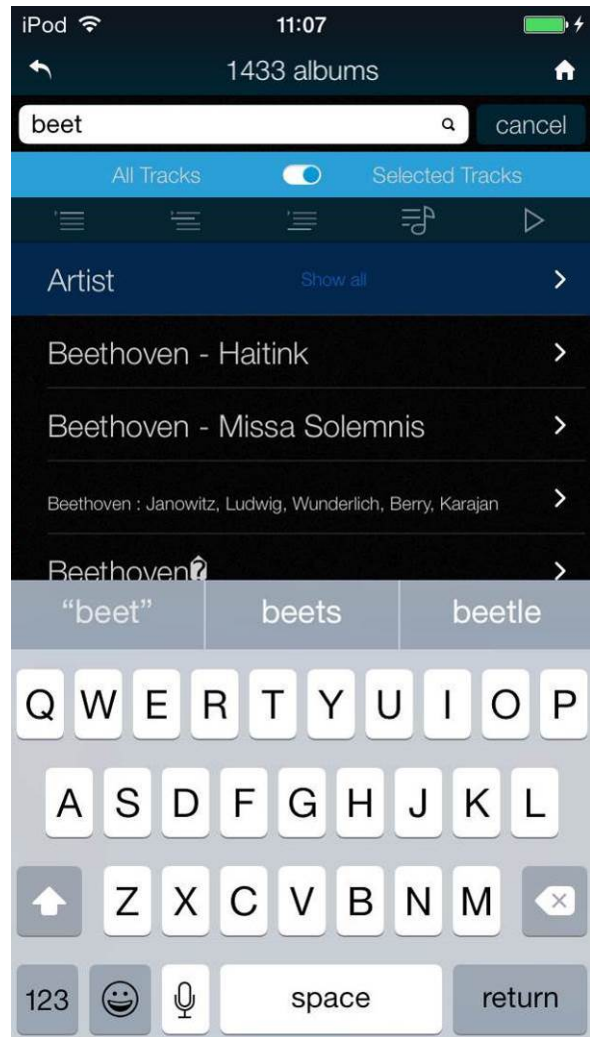 iPod 11:07
1433 albums
beet cancel
All Tracks Selected Tracks
Artist Show all
Beethoven - Haitink
Beethoven - Missa Solemnis
Beethoven : Janowitz, Ludwig, Wunderlich, Berry, Karajan
Beethoven�
“beet” beets beetle
Q W E R T Y U I O P
A S D F G H J K L
Z X C V B N M
123 space return